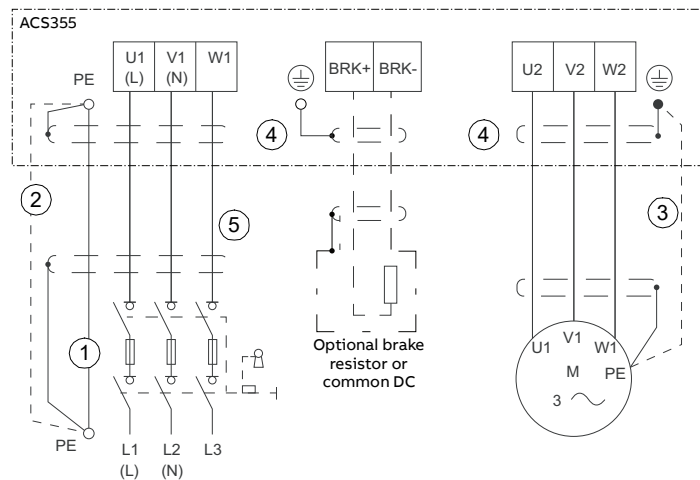 ACS355
PE
U1
(L)
V1
(N)
W1
BRK+
BRK-
U2
V2
W2
4
4
2
5
3
1
Optional brake
resistor or
common DC
U1
V1
W1
M
PE
3
PE
L1
(L)
L2
(N)
L3